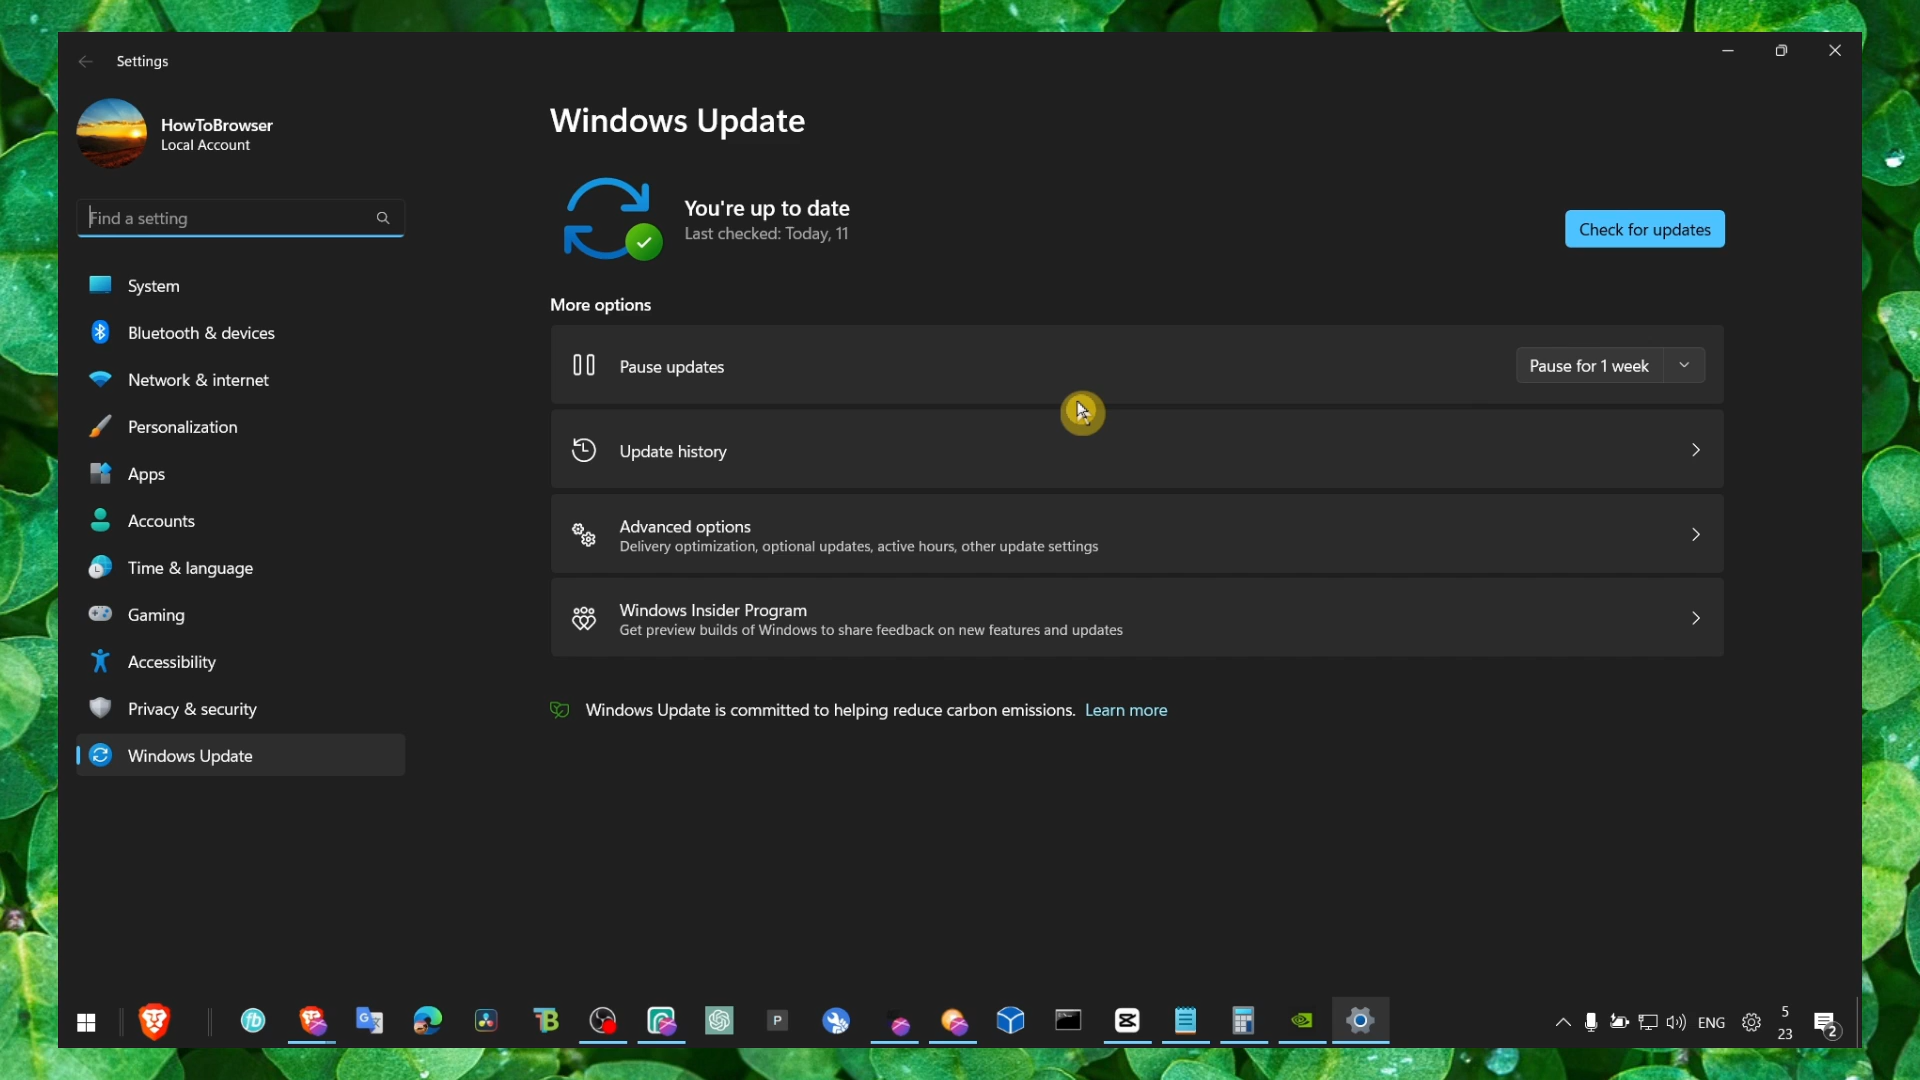 Settings
HowToBrowser
Local Account
Find a setting
System
Bluetooth & devices
Network & internet
Personalization
Apps
Accounts
Time & language
Gaming
Accessibility
Privacy & security
Windows Update
Windows Update
You're up to date
Last checked: Today, 11
Check for updates
More options
Pause updates
Pause for 1 week
Update history
Advanced options
Delivery optimization, optional updates, active hours, other update settings
Windows Insider Program
Get preview builds of Windows to share feedback on new features and updates
Windows Update is committed to helping reduce carbon emissions. Learn more
P
ENG
5
23
2